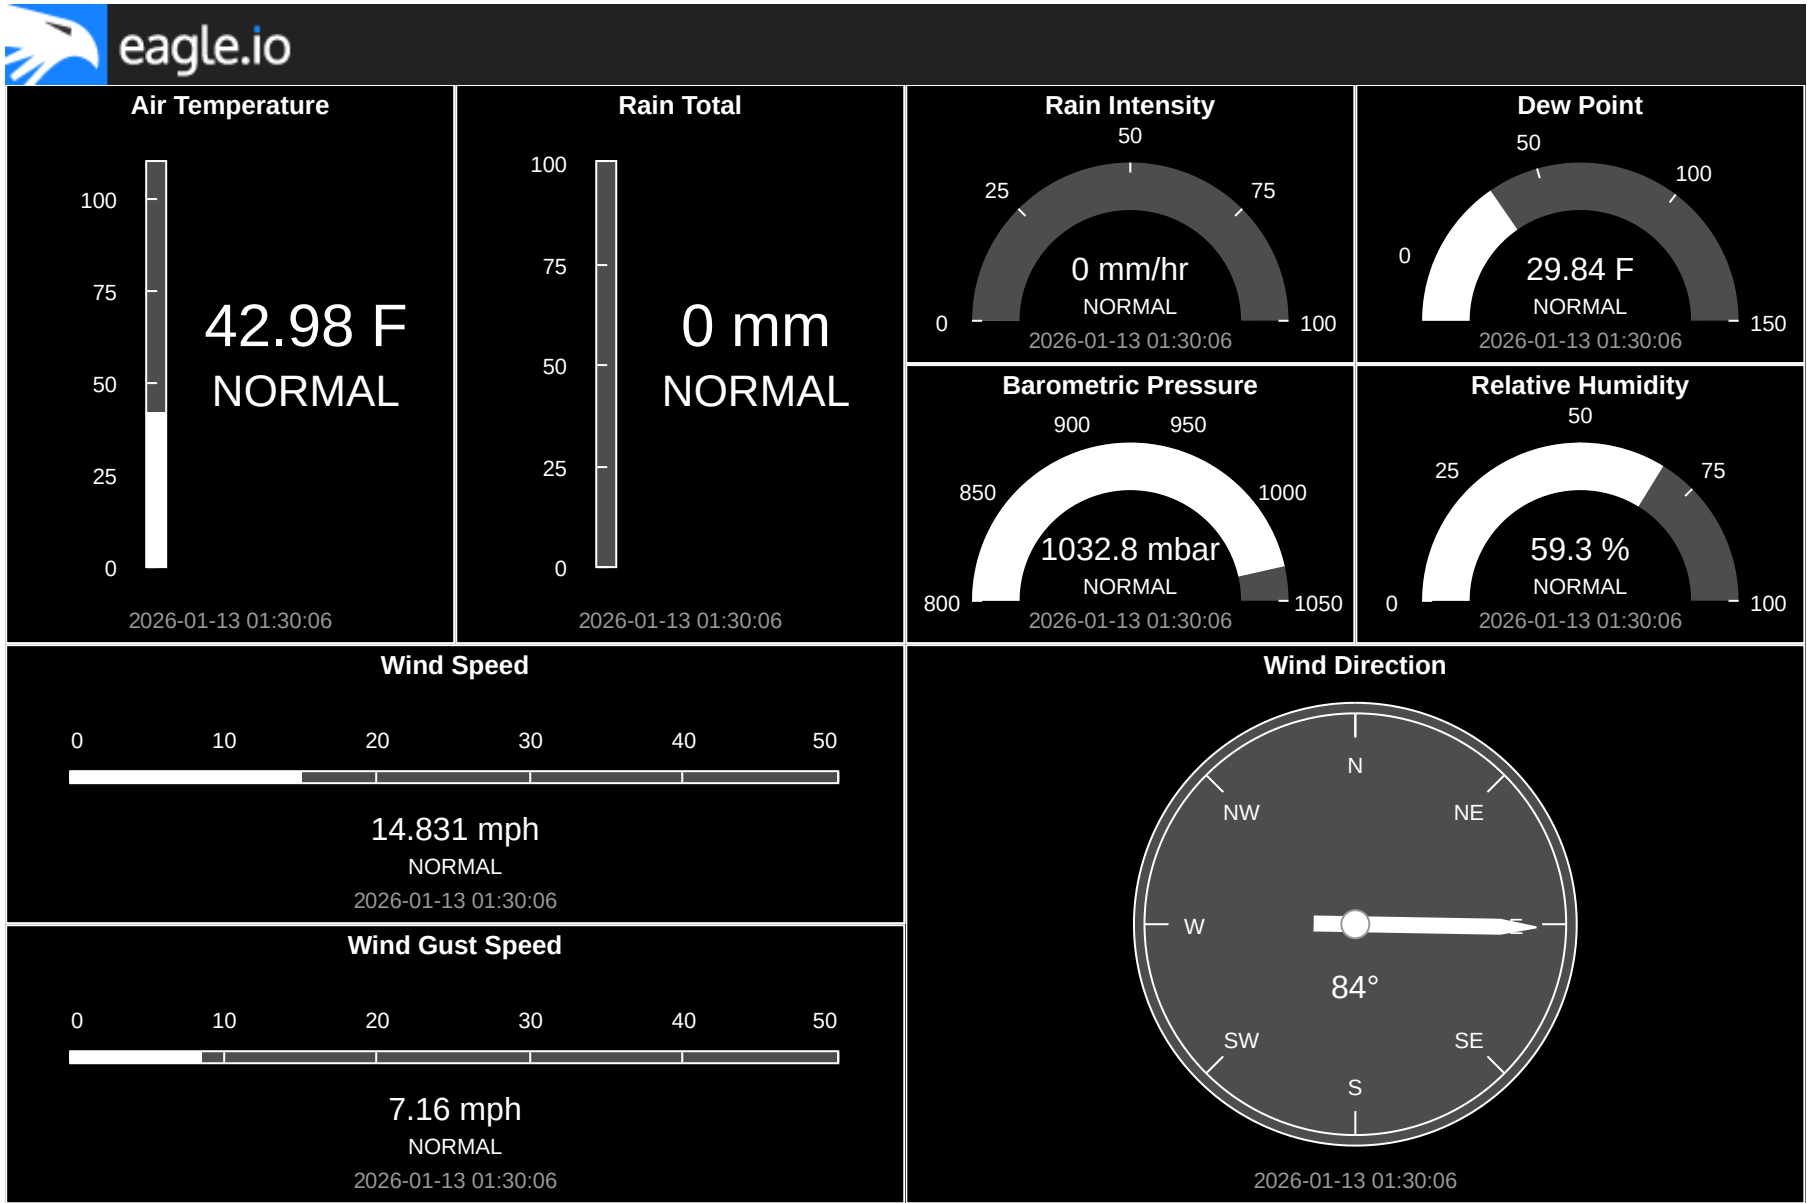 eagle.io
Air Temperature
100
75
50
25
0
42.98 F
NORMAL
2026-01-13 01:30:06
Rain Total
100
75
50
25
0
0 mm
NORMAL
2026-01-13 01:30:06
Rain Intensity
0
25
50
75
100
0 mm/hr
NORMAL
2026-01-13 01:30:06
Dew Point
0
50
100
150
29.84 F
NORMAL
2026-01-13 01:30:06
Barometric Pressure
800
850
900
950
1000
1050
1032.8 mbar
NORMAL
2026-01-13 01:30:06
Relative Humidity
0
25
50
75
100
59.3 %
NORMAL
2026-01-13 01:30:06
Wind Speed
0 10 20 30 40 50
14.831 mph
NORMAL
2026-01-13 01:30:06
Wind Gust Speed
0 10 20 30 40 50
7.16 mph
NORMAL
2026-01-13 01:30:06
Wind Direction
N
NW NE
W E
84°
SW SE
S
2026-01-13 01:30:06